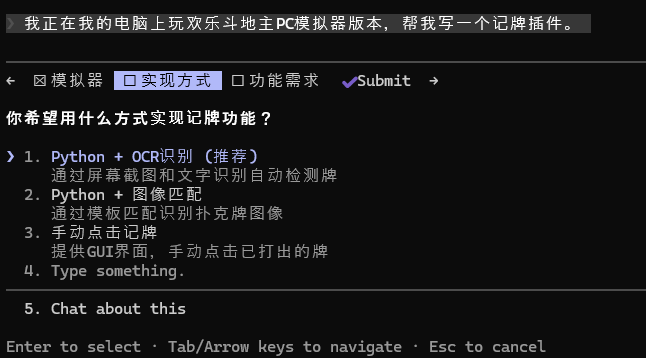 ❯ 我正在我的电脑上玩欢乐斗地主PC模拟器版本，帮我写一个记牌插件。
← ☒ 模拟器 ☐ 实现方式 ☐ 功能需求 ✔Submit →
你希望用什么方式实现记牌功能？
❯ 1. Python + OCR识别 (推荐)
通过屏幕截图和文字识别自动检测牌
2. Python + 图像匹配
通过模板匹配识别扑克牌图像
3. 手动点击记牌
提供GUI界面，手动点击已打出的牌
4. Type something.
5. Chat about this
Enter to select · Tab/Arrow keys to navigate · Esc to cancel